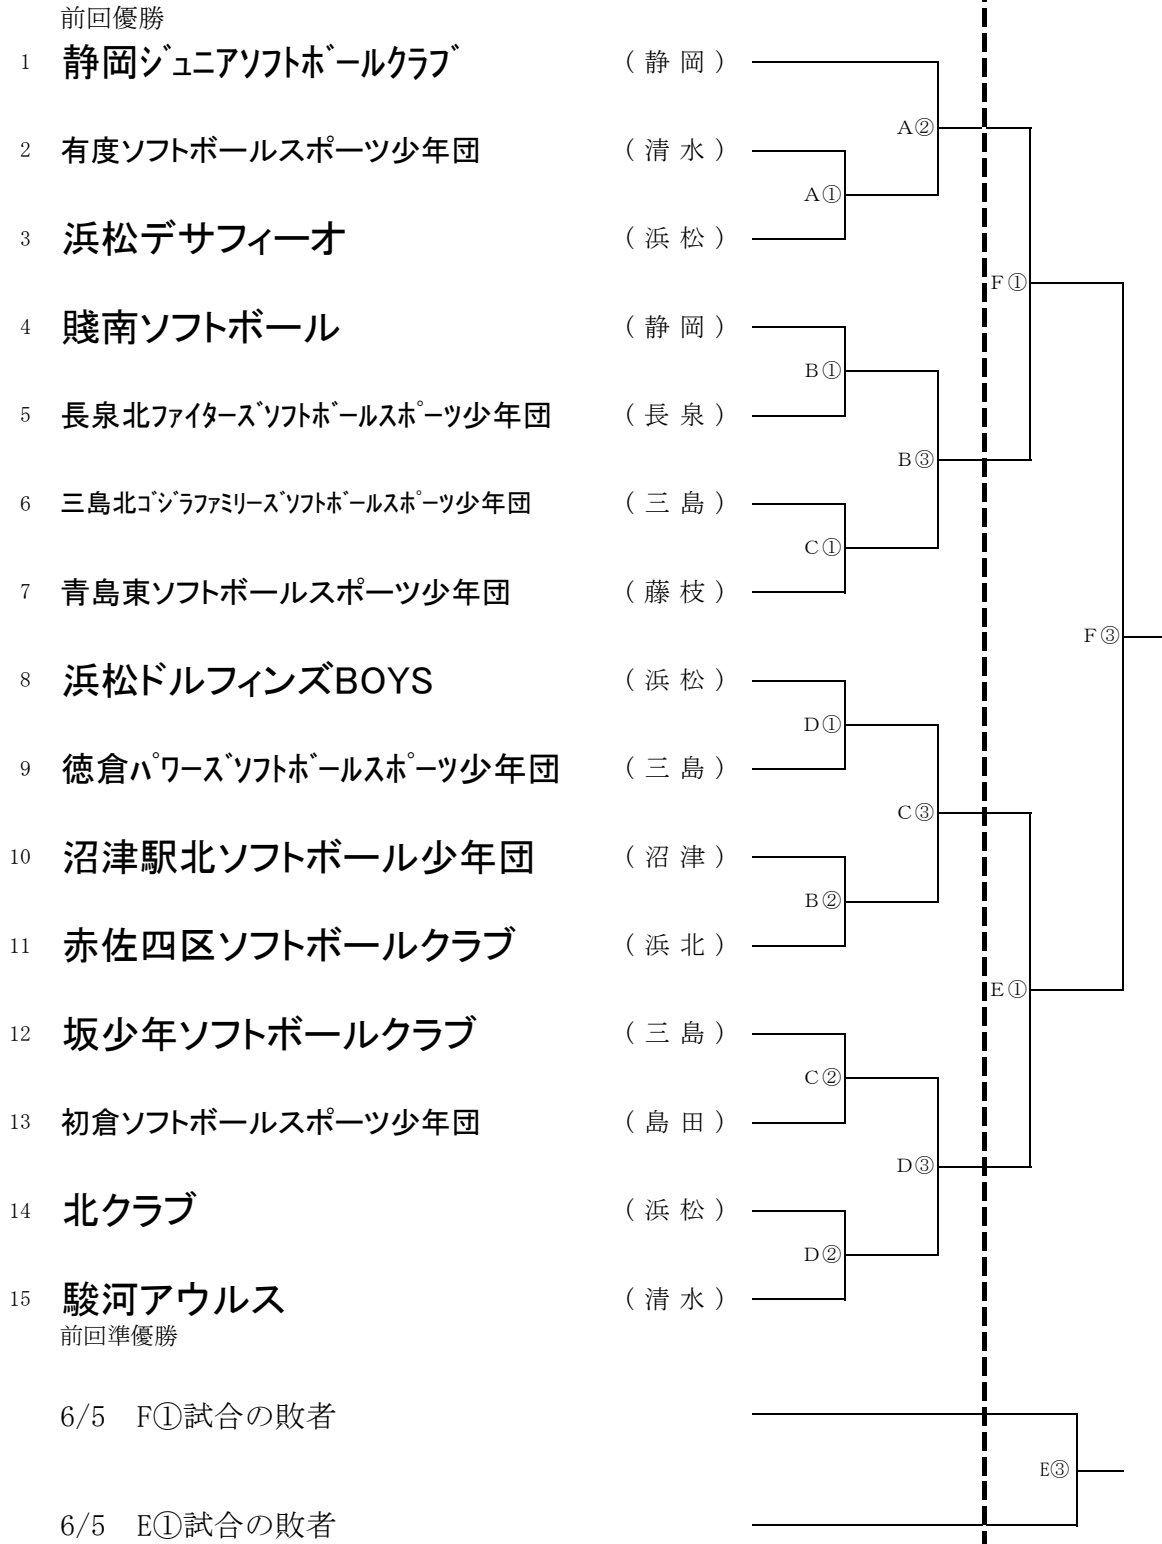 前回優勝
1 静岡ジュニアソフトボールクラブ (静岡)
A②
2 有度ソフトボールスポーツ少年団 (清水)
A①
3 浜松デサフィーオ (浜松)
F①
4 賤南ソフトボール (静岡)
B①
5 長泉北ファイターズソフトボールスポーツ少年団 (長泉)
B③
6 三島北ゴジラファミリーズソフトボールスポーツ少年団 (三島)
C①
7 青島東ソフトボールスポーツ少年団 (藤枝)
F③
8 浜松ドルフィンズBOYS (浜松)
D①
9 徳倉パワーズソフトボールスポーツ少年団 (三島)
C③
10 沼津駅北ソフトボール少年団 (沼津)
B②
11 赤佐四区ソフトボールクラブ (浜北)
E①
12 坂少年ソフトボールクラブ (三島)
C②
13 初倉ソフトボールスポーツ少年団 (島田)
D③
14 北クラブ (浜松)
D②
15 駿河アウルス (清水)
前回準優勝
6/5 F①試合の敗者
E③
6/5 E①試合の敗者